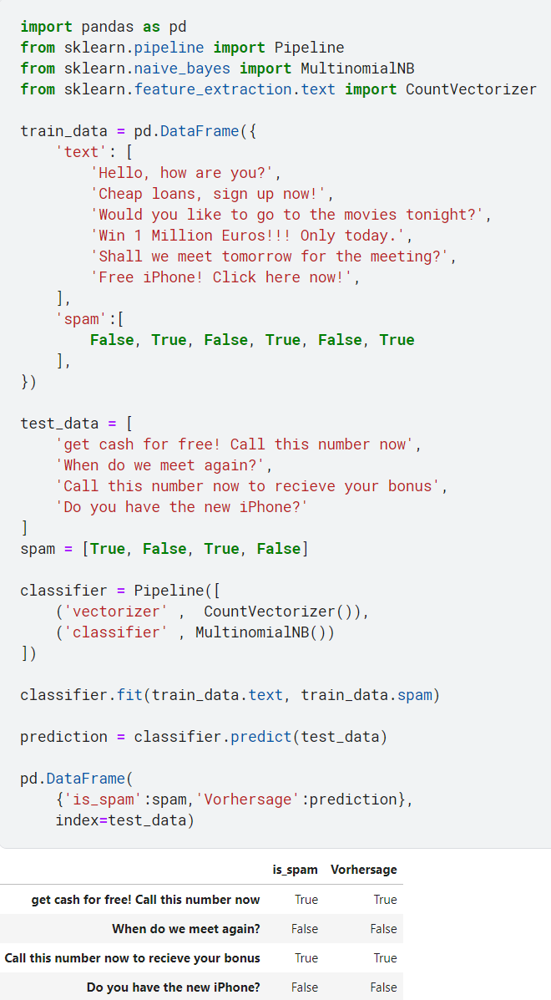 import pandas as pd
from sklearn.pipeline import Pipeline
from sklearn.naive_bayes import MultinomialNB
from sklearn.feature_extraction.text import CountVectorizer

train_data = pd.DataFrame({
    'text': [
        'Hello, how are you?',
        'Cheap loans, sign up now!',
        'Would you like to go to the movies tonight?',
        'Win 1 Million Euros!!! Only today.',
        'Shall we meet tomorrow for the meeting?',
        'Free iPhone! Click here now!',
    ],
    'spam':[
        False, True, False, True, False, True
    ],
})

test_data = [
    'get cash for free! Call this number now',
    'When do we meet again?',
    'Call this number now to recieve your bonus',
    'Do you have the new iPhone?'
]
spam = [True, False, True, False]

classifier = Pipeline([
    ('vectorizer' ,  CountVectorizer()),
    ('classifier' , MultinomialNB())
])

classifier.fit(train_data.text, train_data.spam)

prediction = classifier.predict(test_data)

pd.DataFrame(
    {'is_spam':spam,'Vorhersage':prediction},
    index=test_data)
is_spam Vorhersage
get cash for free! Call this number now True True
When do we meet again? False False
Call this number now to recieve your bonus True True
Do you have the new iPhone? False False